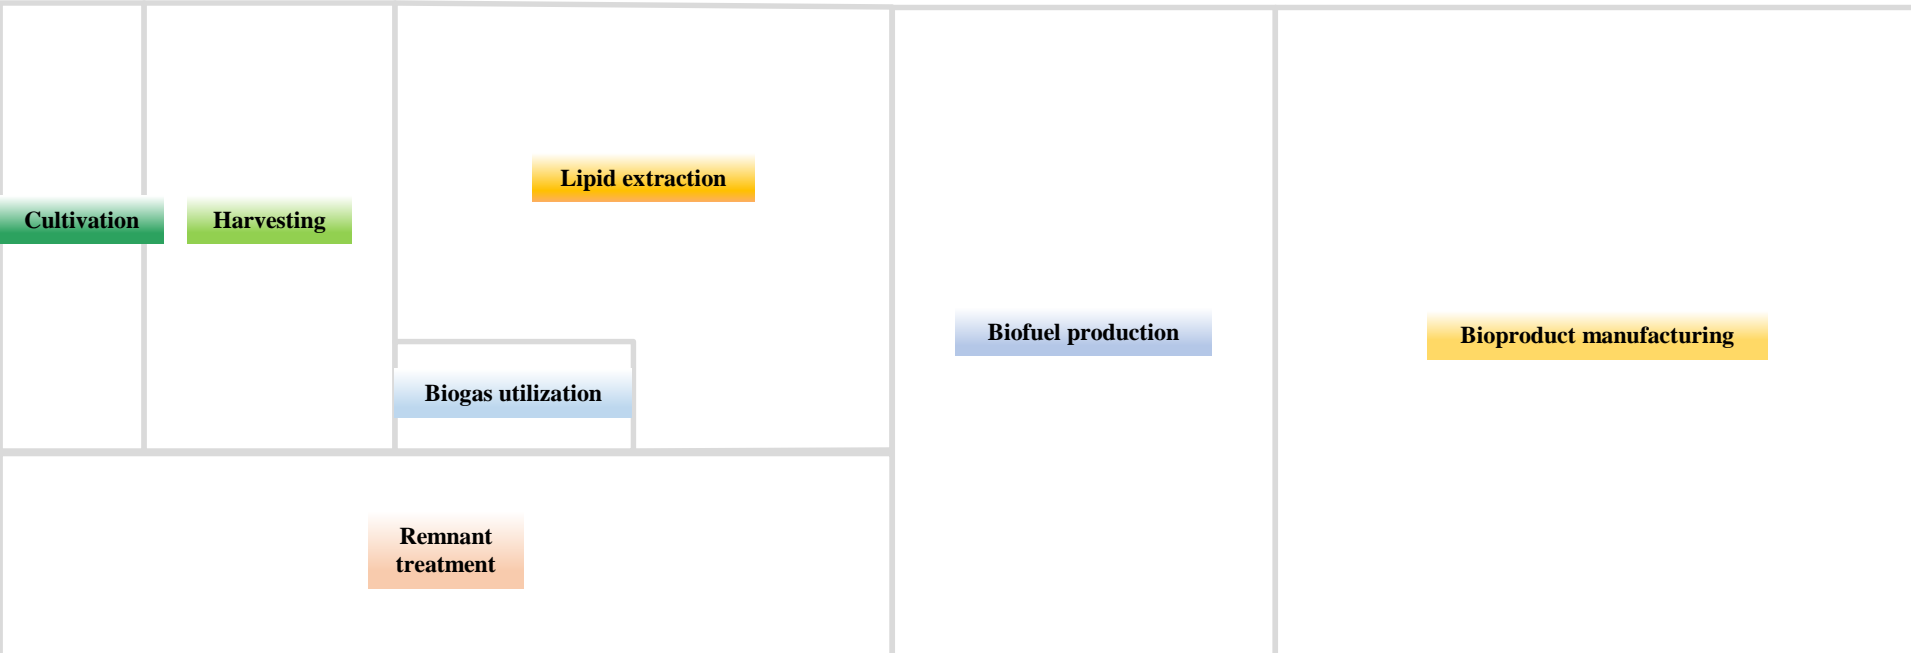 Cultivation
Harvesting
Lipid extraction
Biogas utilization
Remnant
treatment
Biofuel production
Bioproduct manufacturing